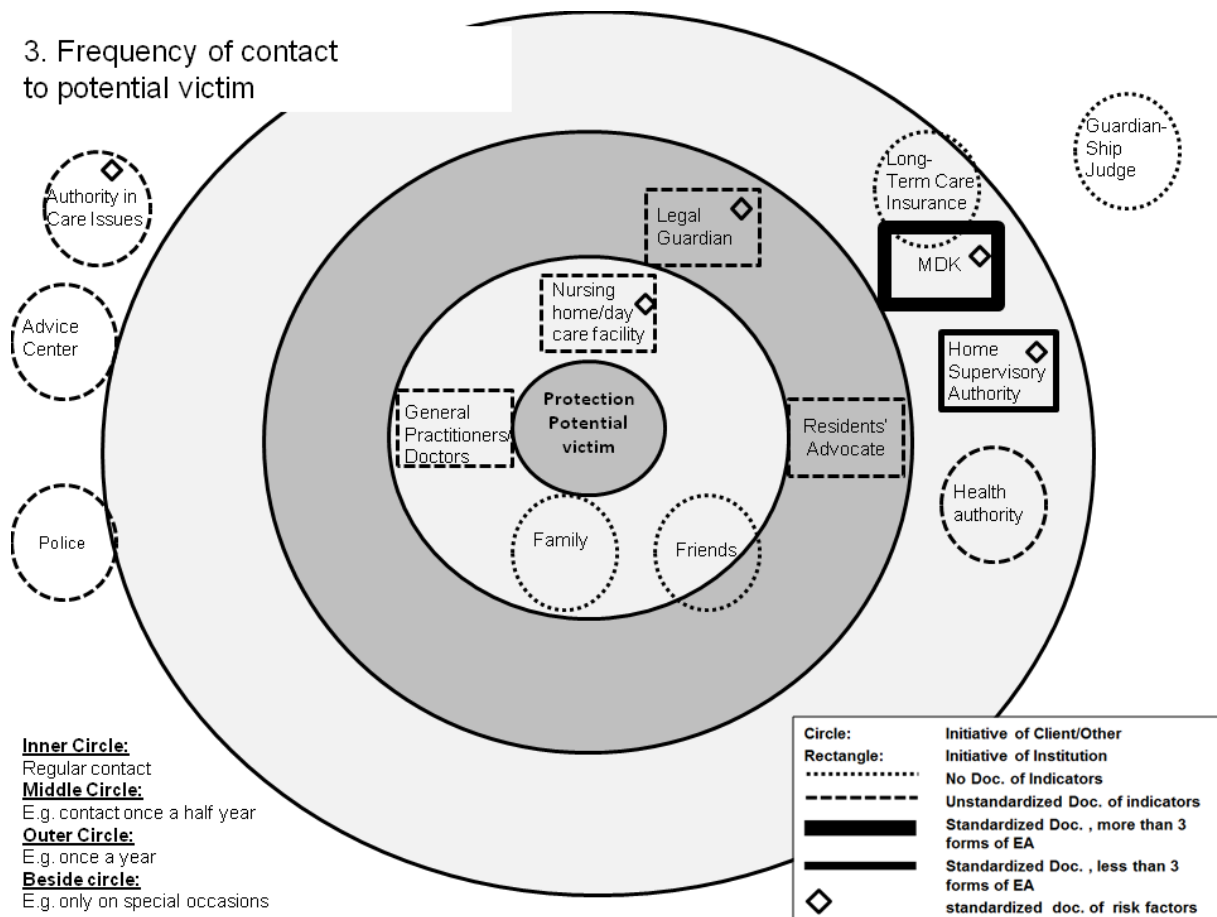 3. Frequency of contact
to potential victim
Guardian-
Ship
Judge
Long-
Term Care
Insurance
Authority in
Care Issues
Legal
Guardian
MDK
Nursing
home/day
care facility
Advice
Center
Home
Supervisory
Authority
Protection
Potential
victim
General
Practitioners/
Doctors
Residents'
Advocate
Health
authority
Police
Family
Friends
Inner Circle:
Regular contact
Middle Circle:
E.g. contact once a half year
Outer Circle:
E.g. once a year
Beside circle:
E.g. only on special occasions
Circle: Initiative of Client/Other
Rectangle: Initiative of Institution
No Doc. of Indicators
Unstandardized Doc. of indicators
Standardized Doc. , more than 3
forms of EA
Standardized Doc. , less than 3
forms of EA
standardized doc. of risk factors